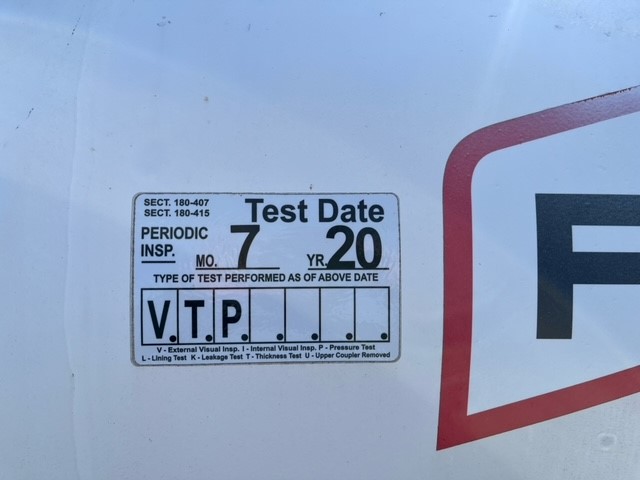 SECT. 180-407
SECT. 180-415
Test Date
PERIODIC
INSP.
MO. 7 YR. 20
TYPE OF TEST PERFORMED AS OF ABOVE DATE
V. T. P. . . . .
V - External Visual Insp. I - Internal Visual Insp. P - Pressure Test
L - Lining Test K - Leakage Test T - Thickness Test U - Upper Coupler Removed
F